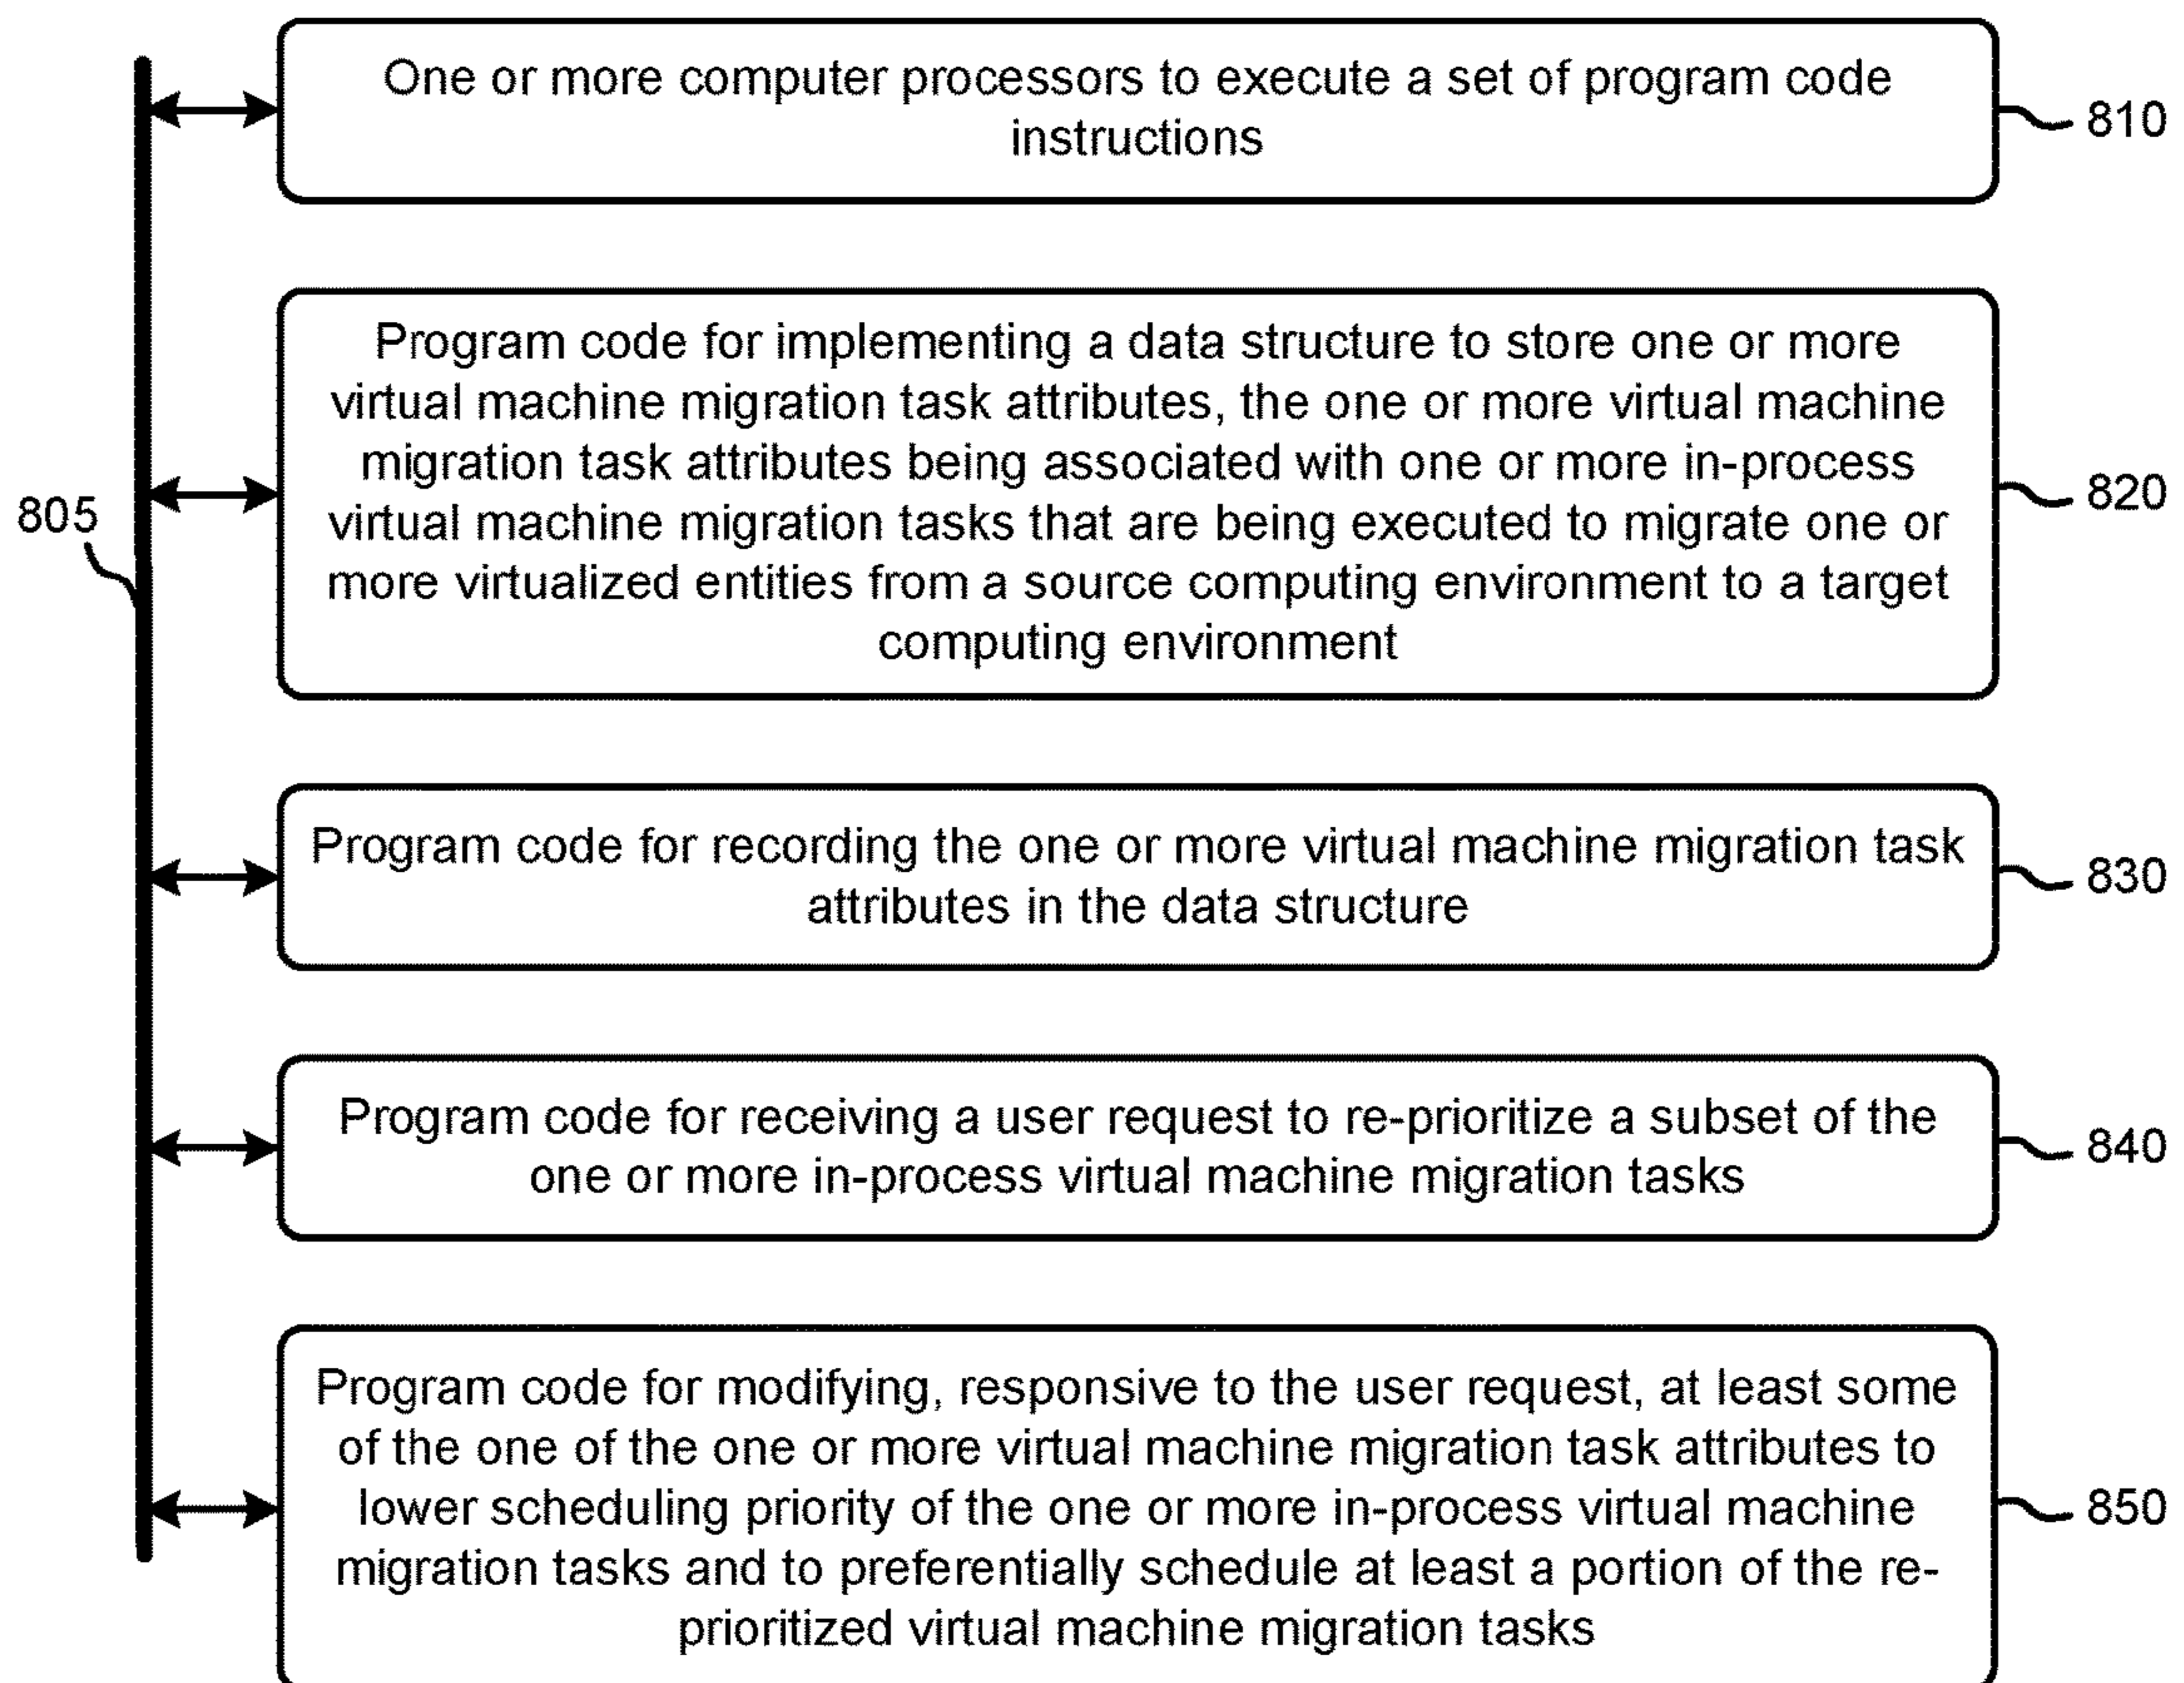 One or more computer processors to execute a set of program code
instructions
810
Program code for implementing a data structure to store one or more
virtual machine migration task attributes, the one or more virtual machine
migration task attributes being associated with one or more in-process
virtual machine migration tasks that are being executed to migrate one or
more virtualized entities from a source computing environment to a target
computing environment
820
805
Program code for recording the one or more virtual machine migration task
attributes in the data structure
830
Program code for receiving a user request to re-prioritize a subset of the
one or more in-process virtual machine migration tasks
840
Program code for modifying, responsive to the user request, at least some
of the one of the one or more virtual machine migration task attributes to
lower scheduling priority of the one or more in-process virtual machine
migration tasks and to preferentially schedule at least a portion of the re-
prioritized virtual machine migration tasks
850